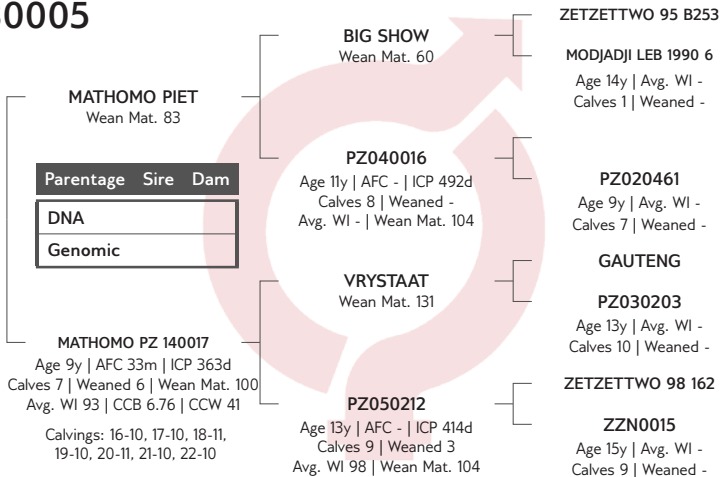 0005
MATHOMO PIET
Wean Mat. 83
Parentage Sire Dam
DNA
Genomic
MATHOMO PZ 140017
Age 9y | AFC 33m | ICP 363d
Calves 7 | Weaned 6 | Wean Mat. 100
Avg. WI 93 | CCB 6.76 | CCW 41
Calvings: 16-10, 17-10, 18-11,
19-10, 20-11, 21-10, 22-10
BIG SHOW
Wean Mat. 60
PZ040016
Age 11y | AFC - | ICP 492d
Calves 8 | Weaned -
Avg. WI - | Wean Mat. 104
VRYSTAAT
Wean Mat. 131
PZ050212
Age 13y | AFC - | ICP 414d
Calves 9 | Weaned 3
Avg. WI 98 | Wean Mat. 104
ZETZETTWO 95 B253
MODJADJI LEB 1990 6
Age 14y | Avg. WI -
Calves 1 | Weaned -
PZ020461
Age 9y | Avg. WI -
Calves 7 | Weaned -
GAUTENG
PZ030203
Age 13y | Avg. WI -
Calves 10 | Weaned -
ZETZETTWO 98 162
ZZN0015
Age 15y | Avg. WI -
Calves 9 | Weaned -